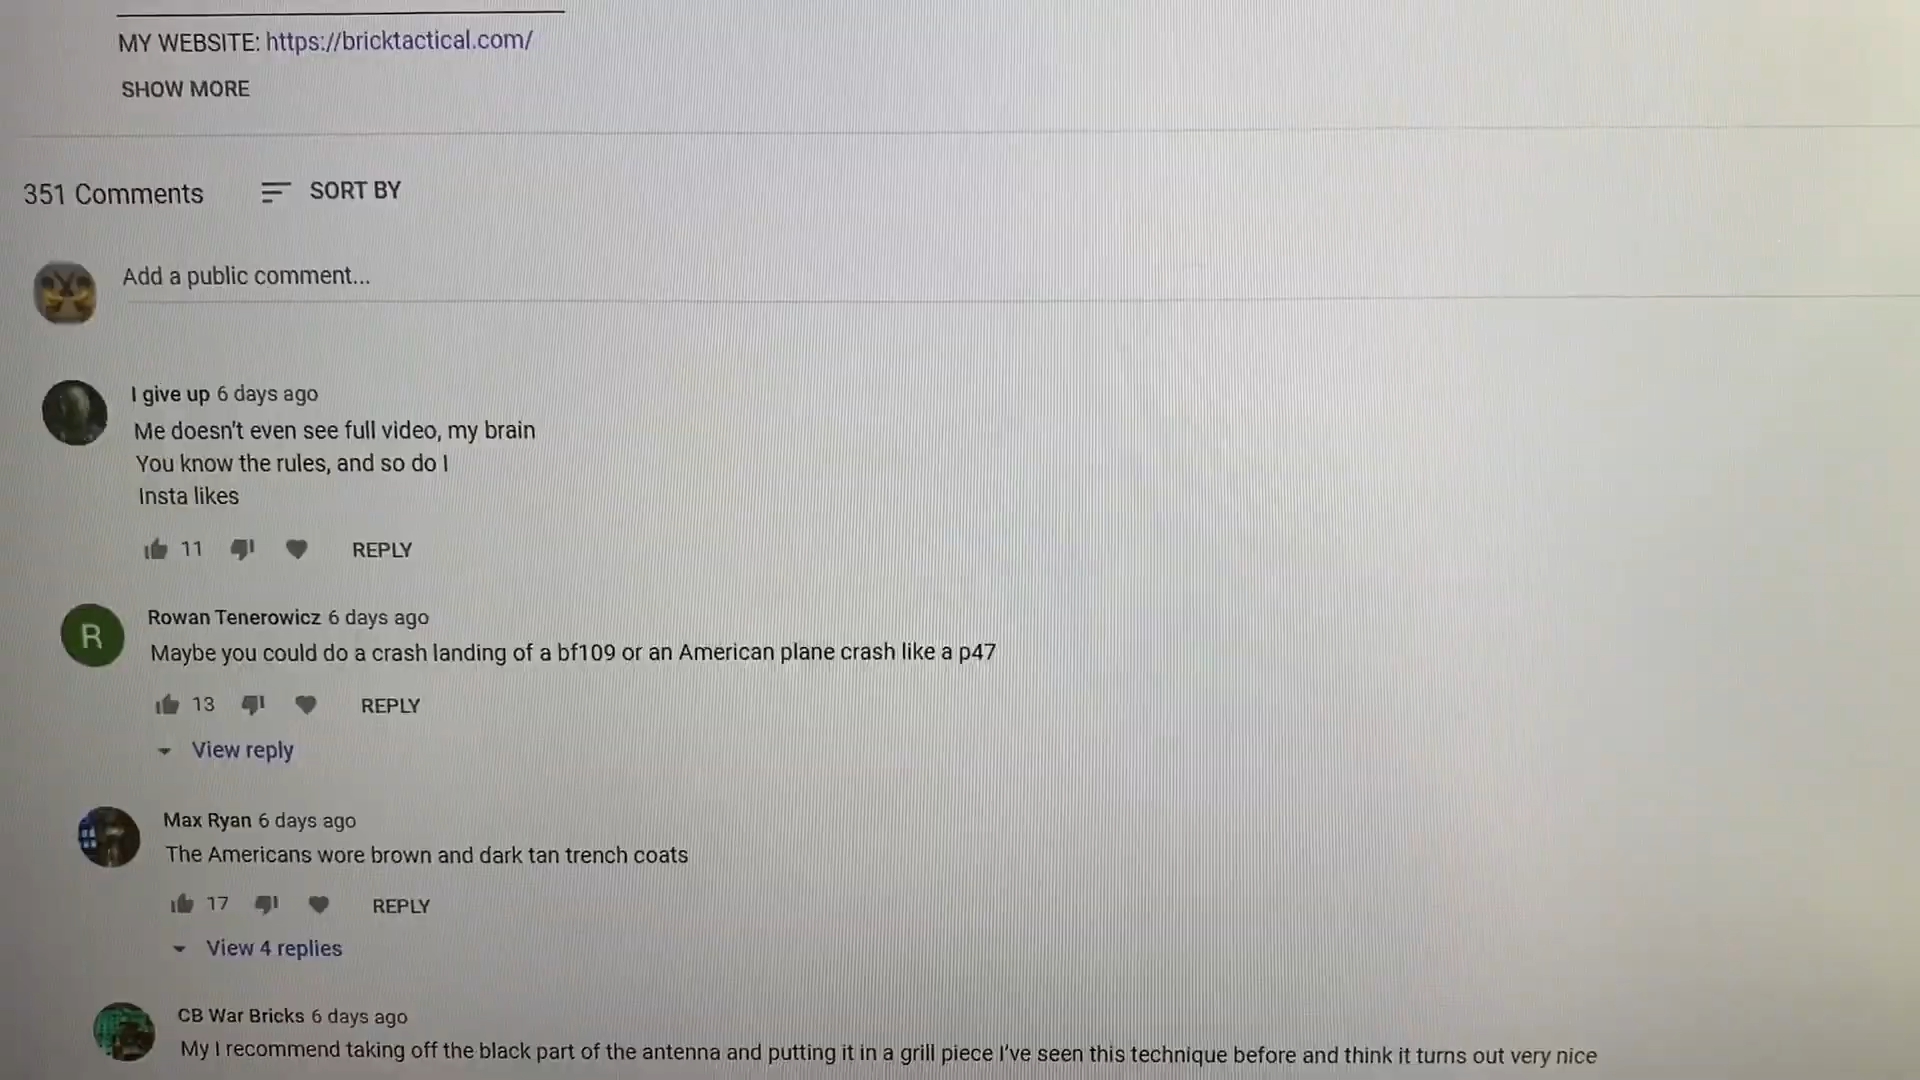 MY WEBSITE: https://bricktactical.com/
SHOW MORE
351 Comments
SORT BY
Add a public comment...
I give up 6 days ago
Me doesn't even see full video, my brain
You know the rules, and so do I
Insta likes
11
REPLY
R
Rowan Tenerowicz 6 days ago
Maybe you could do a crash landing of a bf109 or an American plane crash like a p47
13
REPLY
View reply
Max Ryan 6 days ago
The Americans wore brown and dark tan trench coats
17
REPLY
View 4 replies
CB War Bricks 6 days ago
My I recommend taking off the black part of the antenna and putting it in a grill piece I've seen this technique before and think it turns out very nice